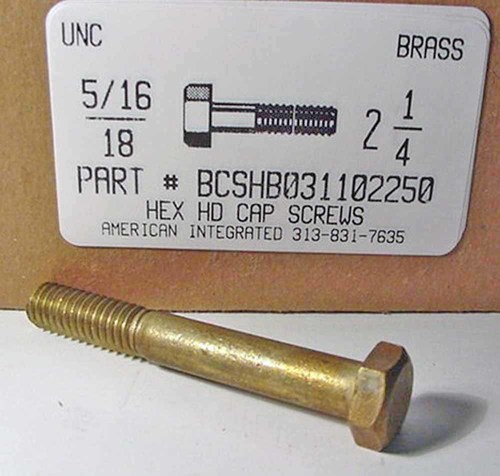 UNC BRASS
5/16
18
2 1/4
PART # BCSHB031102250
HEX HD CAP SCREWS
AMERICAN INTEGRATED 313-831-7635